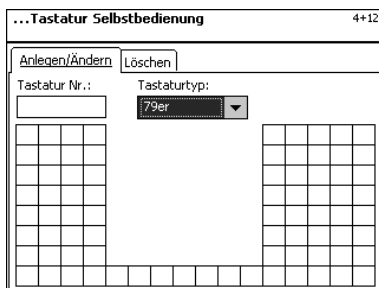 ...Tastatur Selbstbedienung 4+12
Anlegen/Ändern Löschen
Tastatur Nr.: Tastaturtyp:
79er